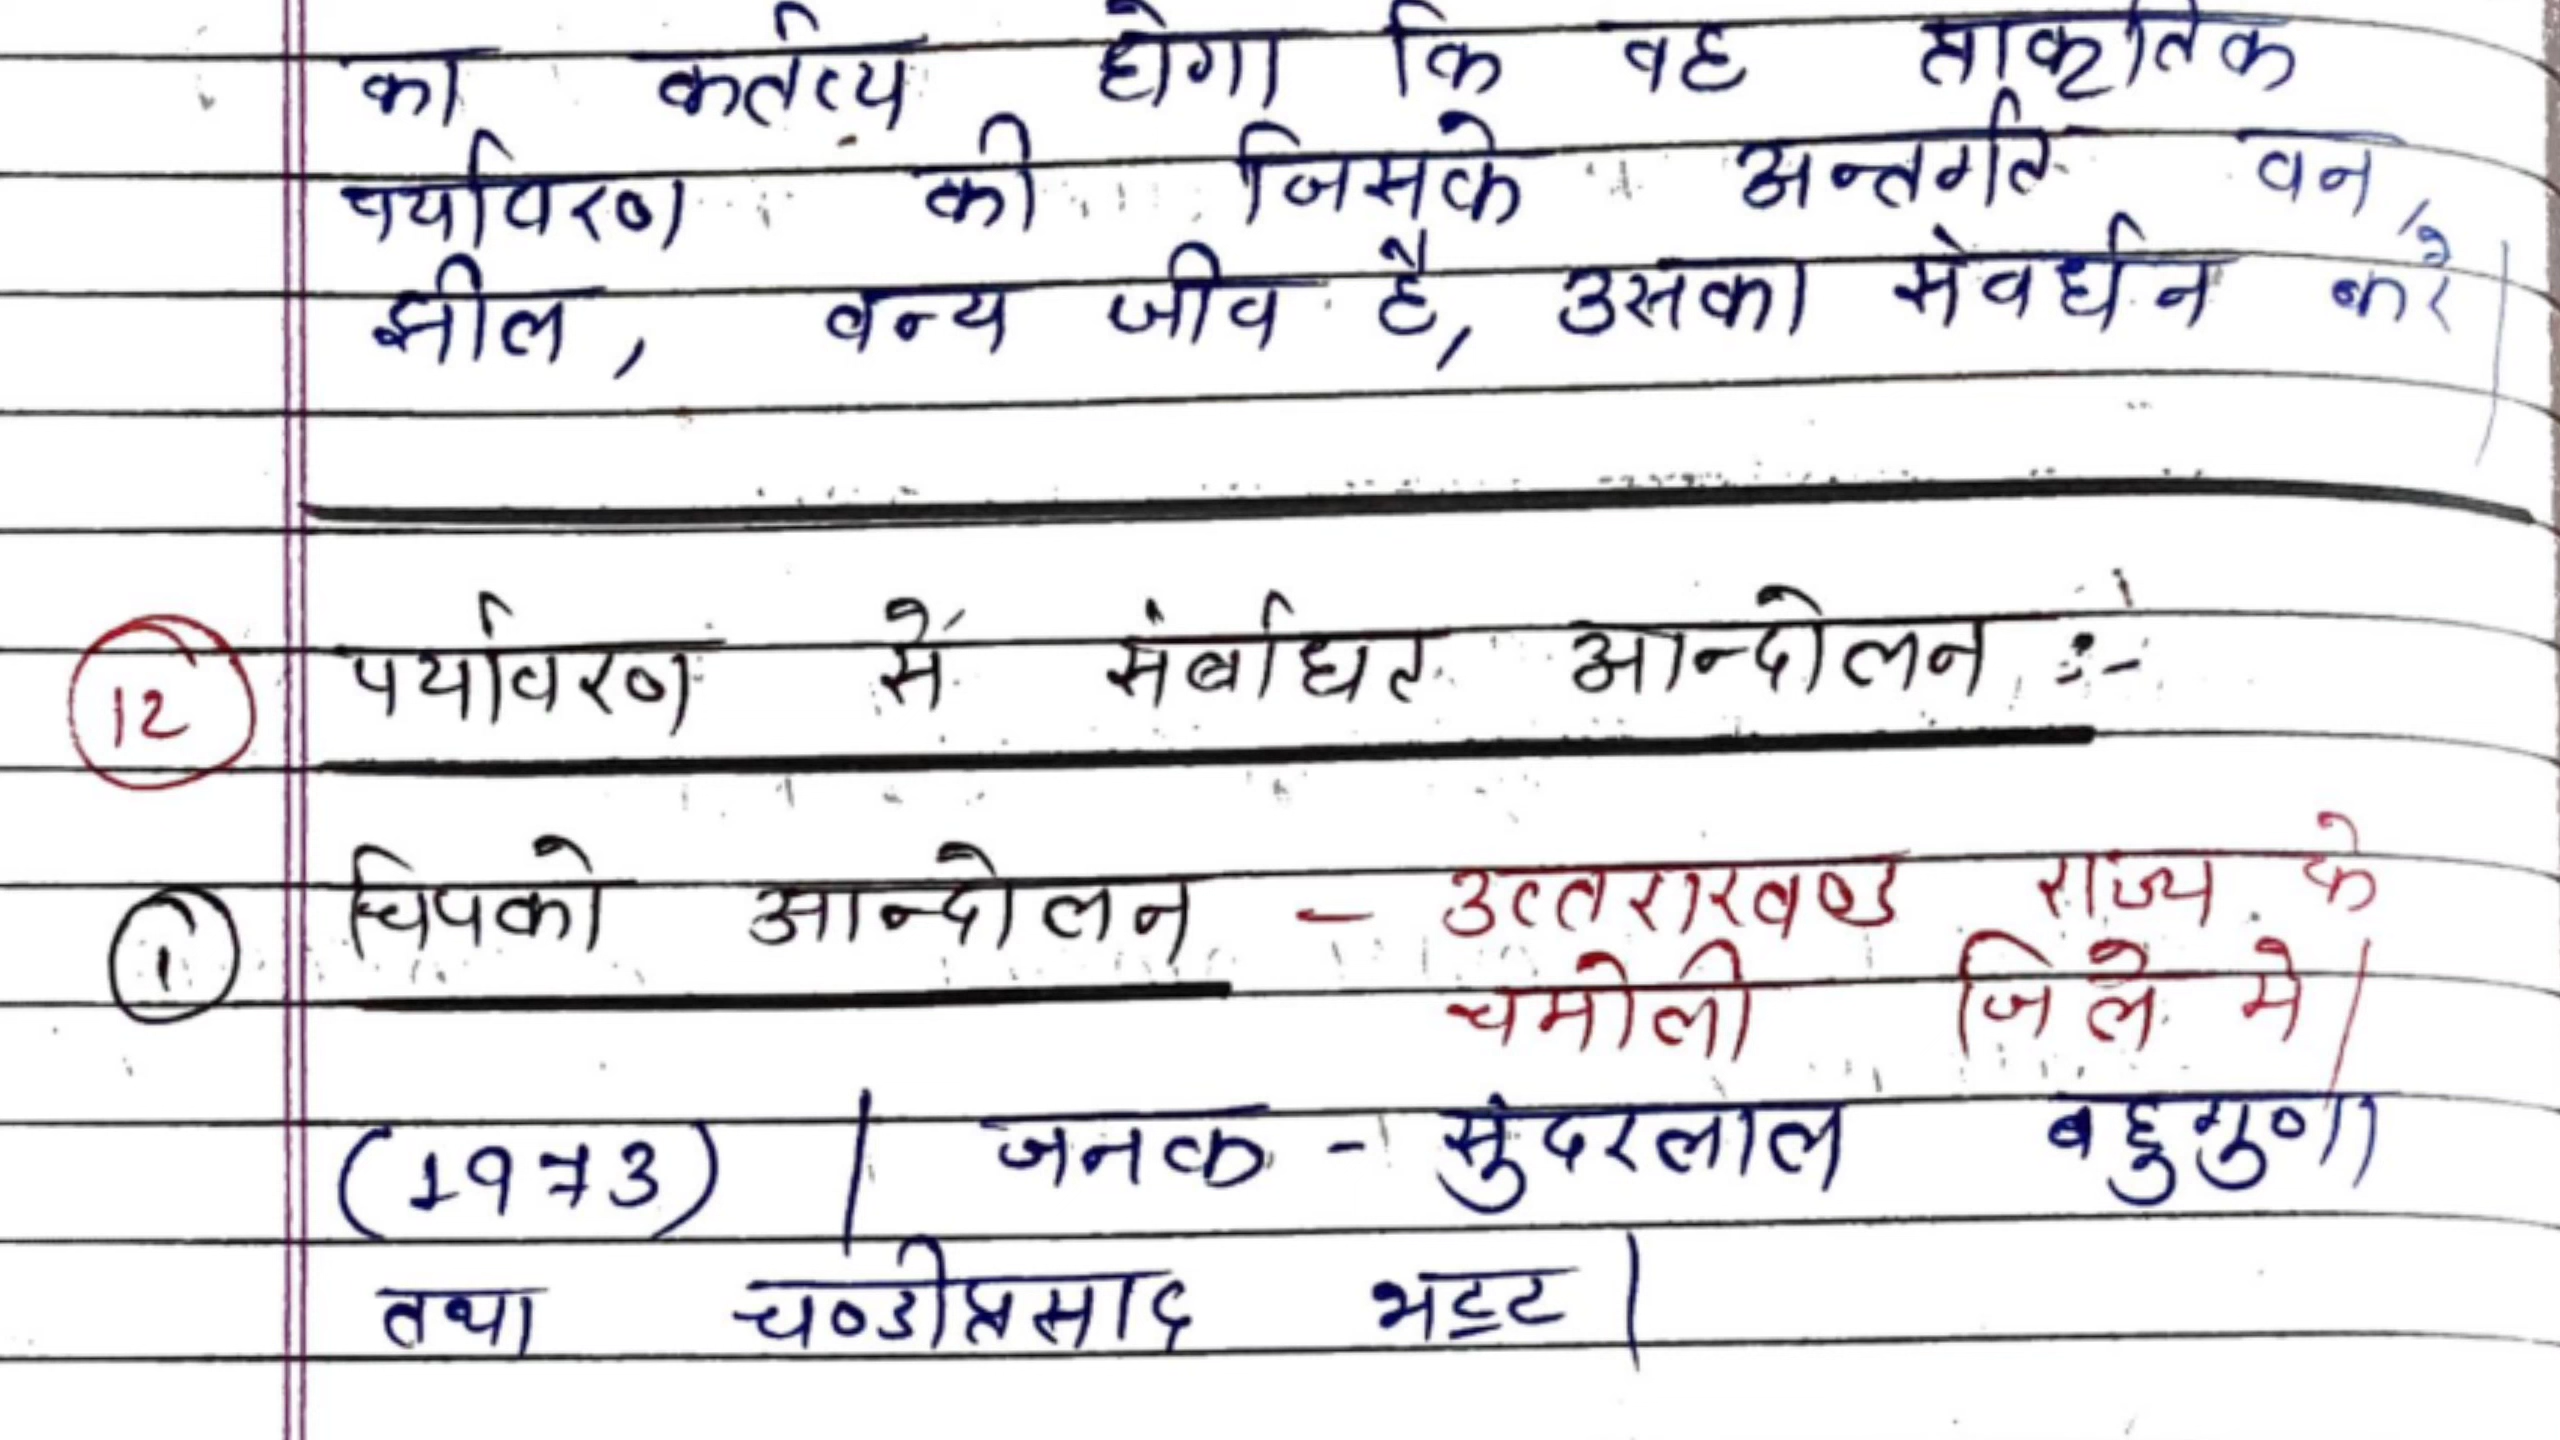 का कर्तव्य होगा कि वह प्राकृतिक
पर्यावरण की जिसके अन्तर्गत वन,
झील, वन्य जीव है, उसका संवर्धन करे।
12 पर्यावरण सें संबंधित आन्दोलन :-
1 चिपको आन्दोलन - उत्तराखण्ड राज्य के
चमोली जिले मे।
(1973) | जनक - सुंदरलाल बहुगुणा
तथा चण्डीप्रसाद भट्ट।